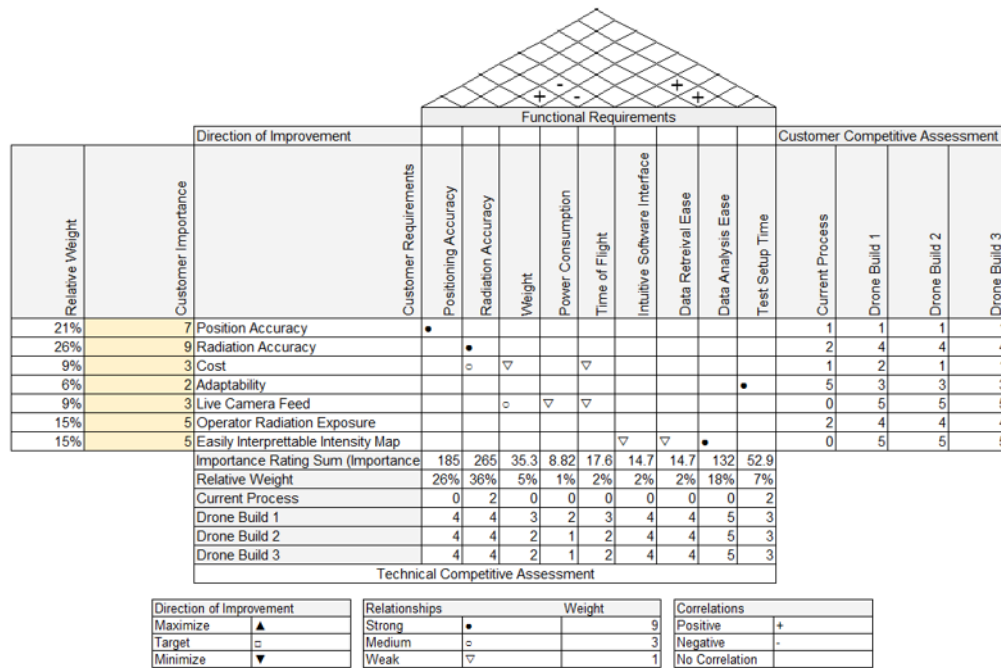 - +
+ - +
Functional Requirements
Direction of Improvement Customer Competitive Assessment
Relative Weight Customer Importance Customer Requirements Positioning Accuracy Radiation Accuracy Weight Power Consumption Time of Flight Intuitive Software Interface Data Retreival Ease Data Analysis Ease Test Setup Time Current Process Drone Build 1 Drone Build 2 Drone Build 3
21% 7 Position Accuracy ● 1 1 1
26% 9 Radiation Accuracy ● 2 4 4 4
9% 3 Cost ○ ▽ ▽ 1 2 1
6% 2 Adaptability ● 5 3 3 3
9% 3 Live Camera Feed ○ ▽ ▽ 0 5 5 5
15% 5 Operator Radiation Exposure 2 4 4 4
15% 5 Easily Interprettable Intensity Map ▽ ▽ ● 0 5 5 5
Importance Rating Sum (Importance 185 265 35.3 8.82 17.6 14.7 14.7 132 52.9
Relative Weight 26% 36% 5% 1% 2% 2% 2% 18% 7%
Current Process 0 2 0 0 0 0 0 0 2
Drone Build 1 4 4 3 2 3 4 4 5 3
Drone Build 2 4 4 2 1 2 4 4 5 3
Drone Build 3 4 4 2 1 2 4 4 5 3
Technical Competitive Assessment
Direction of Improvement Relationships Weight Correlations
Maximize ▲ Strong ● 9 Positive +
Target □ Medium ○ 3 Negative -
Minimize ▼ Weak ▽ 1 No Correlation